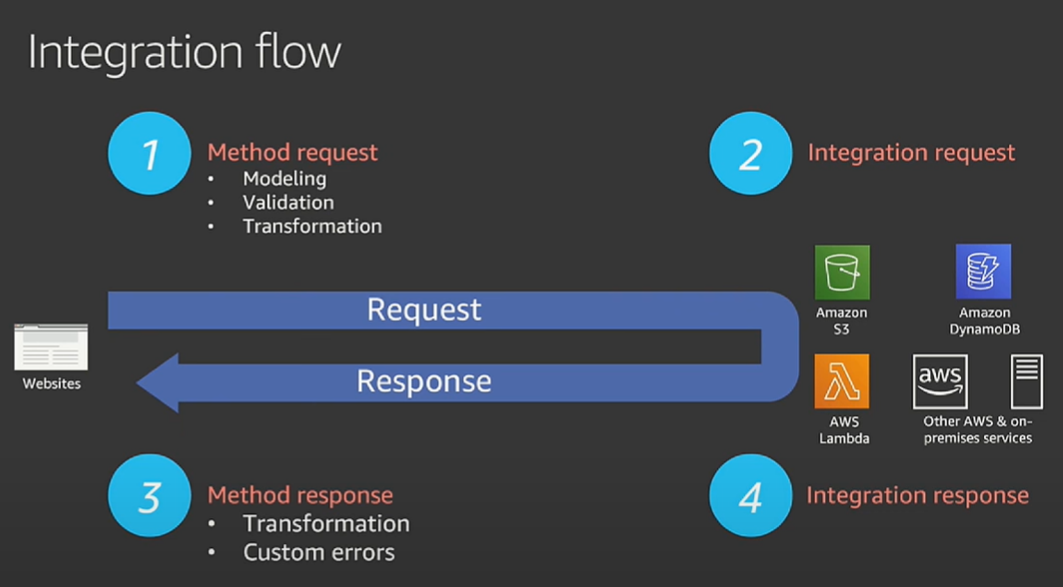 Integration flow
1
Method request
• Modeling
• Validation
• Transformation
2
Integration request
Request
Response
Websites
Amazon
S3
Amazon
DynamoDB
AWS
Lambda
aws
Other AWS & on-
premises services
3
Method response
• Transformation
• Custom errors
4
Integration response